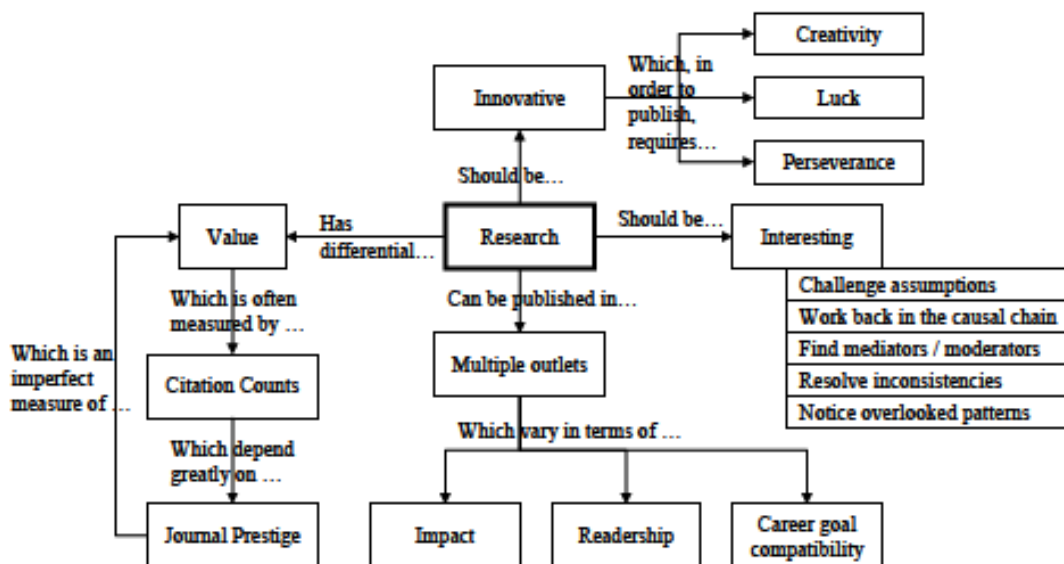 Creativity
Which, in
order to
publish,
requires…
Innovative
Luck
Perseverance
Should be…
Value
Has
differential…
Research
Should be…
Interesting
Which is often
measured by …
Can be published in…
Challenge assumptions
Work back in the causal chain
Find mediators / moderators
Resolve inconsistencies
Notice overlooked patterns
Which is an
imperfect
measure of …
Citation Counts
Multiple outlets
Which depend
greatly on …
Which vary in terms of …
Journal Prestige
Impact
Readership
Career goal
compatibility